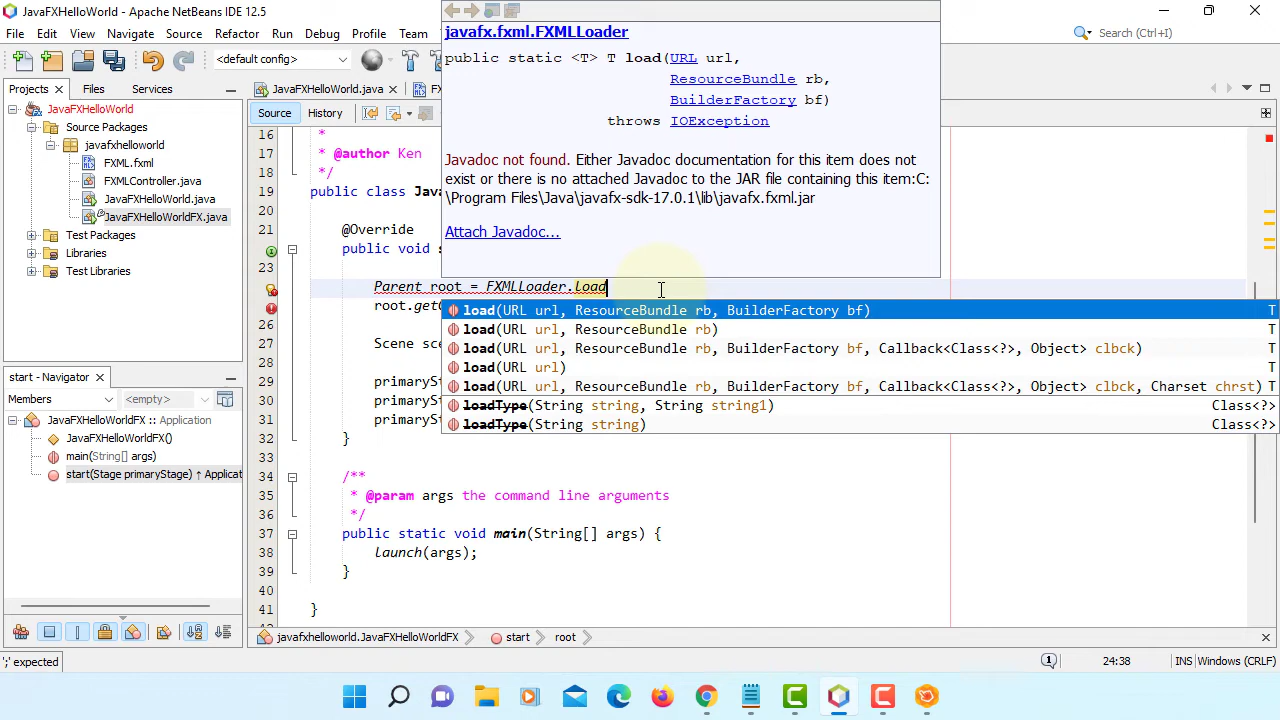 JavaFXHelloWorld - Apache NetBeans IDE 12.5
File Edit View Navigate Source Refactor Run Debug Profile Team
Search (Ctrl+I)
<default config>
Projects Files Services
JavaFXHelloWorld.java
Source History
JavaFXHelloWorld
Source Packages
javafxhelloworld
FXML.fxml
FXMLController.java
JavaFXHelloWorld.java
JavaFXHelloWorldFX.java
Test Packages
Libraries
Test Libraries
start - Navigator
Members <empty>
JavaFXHelloWorldFX :: Application
JavaFXHelloWorldFX()
main(String[] args)
start(Stage primaryStage) ↑ Applicat
javafx.fxml.FXMLLoader
public static <T> T load(URL url,
ResourceBundle rb,
BuilderFactory bf)
throws IOException
Javadoc not found. Either Javadoc documentation for this item does not
exist or there is no attached Javadoc to the JAR file containing this item:C:
\Program Files\Java\javafx-sdk-17.0.1\lib\javafx.fxml.jar
Attach Javadoc...
16 *
17 * @author Ken
18 */
19 public class Jav
20
21 @Override
22 public void s
23
Parent root = FXMLLoader.load
root.getC
Scene sce
29 primarySt
30 primarySt
31 primarySt
32 }
33
34 /**
35 * @param args the command line arguments
36 */
37 public static void main(String[] args) {
38 launch(args);
39 }
40
41 }
42
load(URL url, ResourceBundle rb, BuilderFactory bf) T
load(URL url, ResourceBundle rb) T
load(URL url, ResourceBundle rb, BuilderFactory bf, Callback<Class<?>, Object> clbck) T
load(URL url) T
load(URL url, ResourceBundle rb, BuilderFactory bf, Callback<Class<?>, Object> clbck, Charset chrst) T
loadType(String string, String string1) Class<?>
loadType(String string) Class<?>
javafxhelloworld.JavaFXHelloWorldFX start root
';' expected
1 24:38 INS Windows (CRLF)